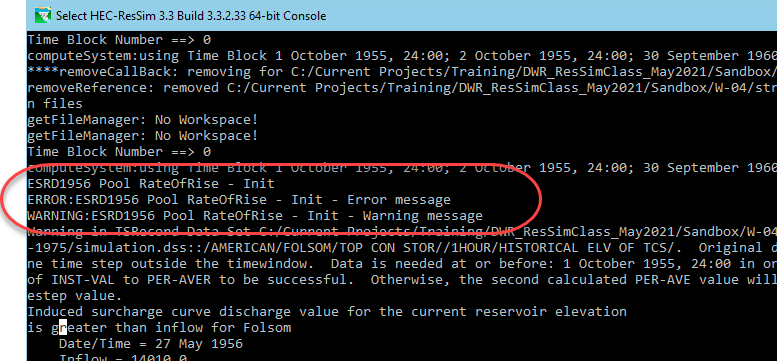 Select HEC-ResSim 3.3 Build 3.3.2.33 64-bit Console
Time Block Number ==> 0
computeSystem:using Time Block 1 October 1955, 24:00; 2 October 1955, 24:00; 30 September 1960
****removeCallBack: removing for C:/Current Projects/Training/DWR_ResSimClass_May2021/Sandbox/
removeReference: removed C:/Current Projects/Training/DWR_ResSimClass_May2021/Sandbox/W-04/str
n files
getFileManager: No Workspace!
getFileManager: No Workspace!
Time Block Number ==> 0
computeSystem:using Time Block 1 October 1955, 24:00; 2 October 1955, 24:00; 30 September 1960
ESRD1956 Pool RateOfRise - Init
ERROR:ESRD1956 Pool RateOfRise - Init - Error message
WARNING:ESRD1956 Pool RateOfRise - Init - Warning message
Warning in TSRecord Data Set C:/Current Projects/Training/DWR_ResSimClass_May2021/Sandbox/W-04
-1975/simulation.dss::/AMERICAN/FOLSOM/TOP CON STOR//1HOUR/HISTORICAL ELV OF TCS/.  Original d
ne time step outside the timewindow.  Data is needed at or before: 1 October 1955, 24:00 in or
of INST-VAL to PER-AVER to be successful.  Otherwise, the second calculated PER-AVE value will
estep value.
Induced surcharge curve discharge value for the current reservoir elevation
is greater than inflow for Folsom
Date/Time = 27 May 1956
Inflow = 14010.0